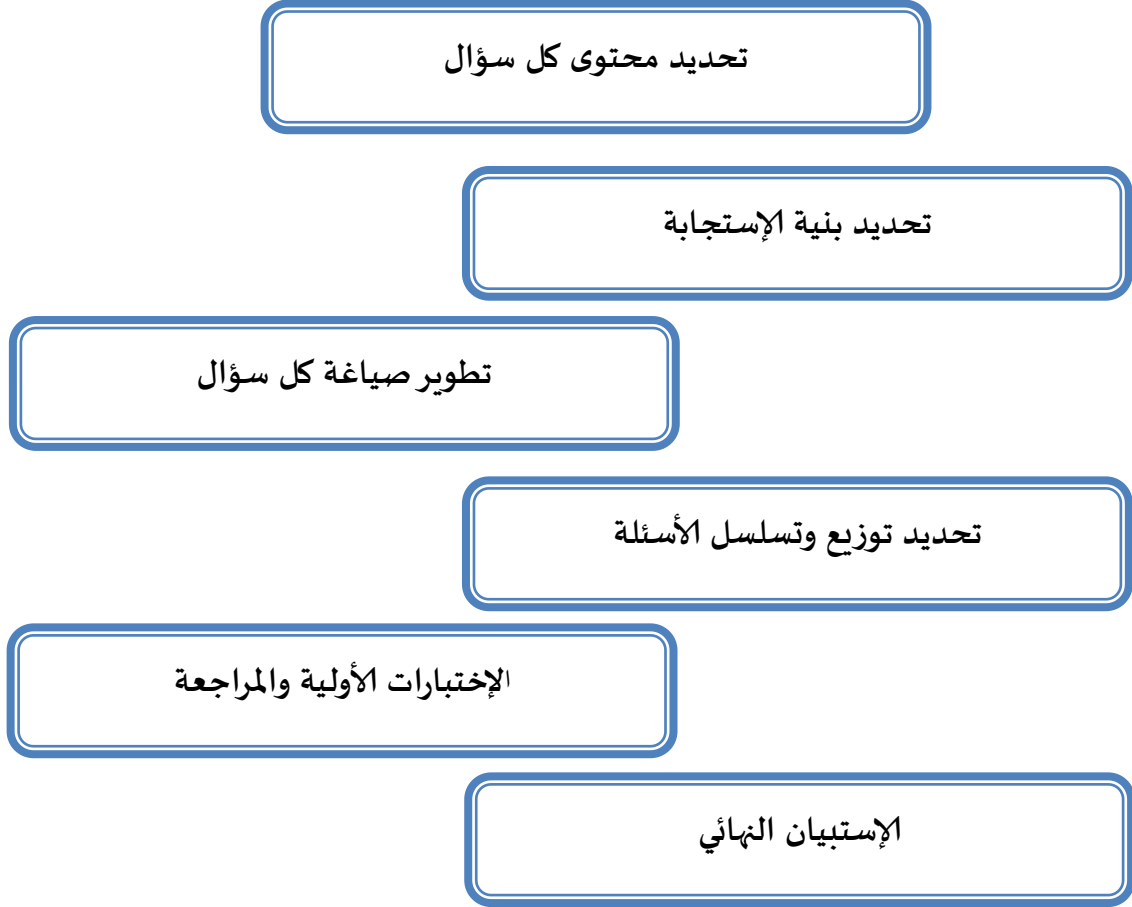 تحديد محتوى كل سؤال
تحديد بنية الإستجابة
تطوير صياغة كل سؤال
تحديد توزيع وتسلسل الأسئلة
الإختبارات الأولية والمراجعة
الإستبيان النهائي